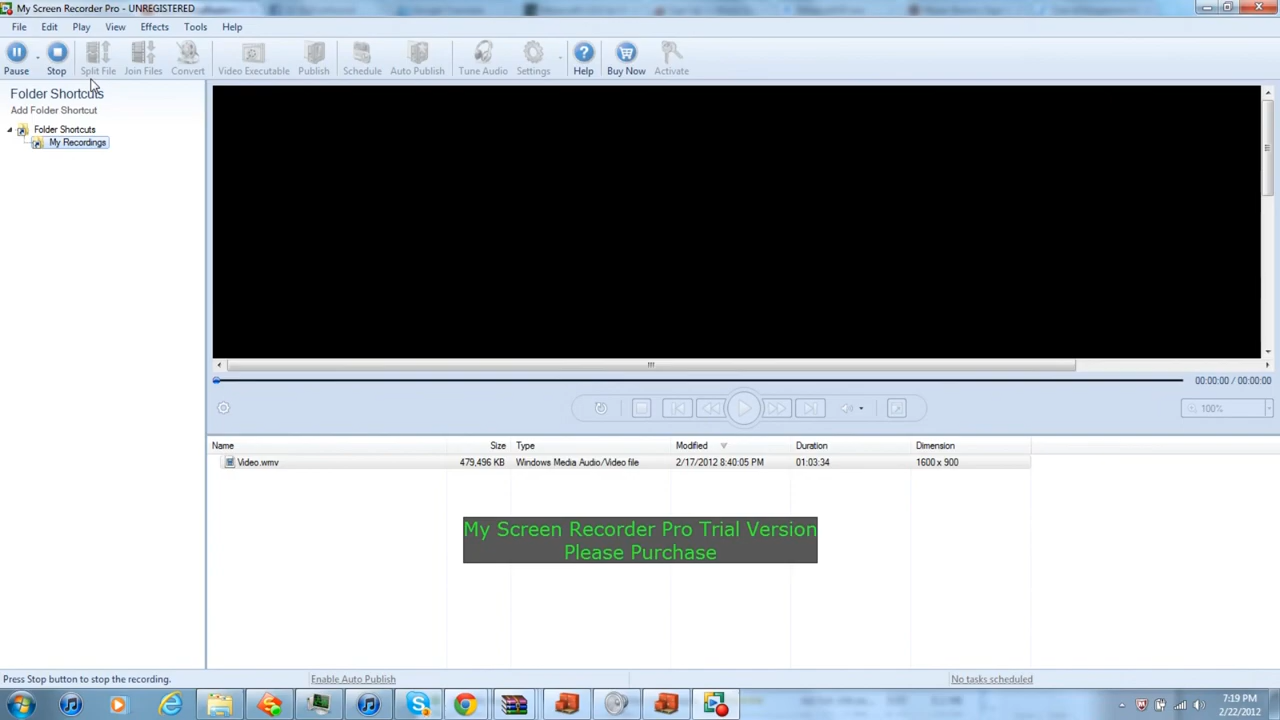 My Screen Recorder Pro - UNREGISTERED
File Edit Play View Effects Tools Help
Pause Stop Split File Join Files Convert Video Executable Publish Schedule Auto Publish Tune Audio Settings Help Buy Now Activate
Folder Shortcuts
Add Folder Shortcut
Folder Shortcuts
My Recordings
00:00:00 / 00:00:00
100%
Name Size Type Modified Duration Dimension
Video.wmv 479,496 KB Windows Media Audio/Video file 2/17/2012 8:40:05 PM 01:03:34 1600 x 900
My Screen Recorder Pro Trial Version
Please Purchase
Press Stop button to stop the recording. Enable Auto Publish No tasks scheduled
7:19 PM
2/22/2012